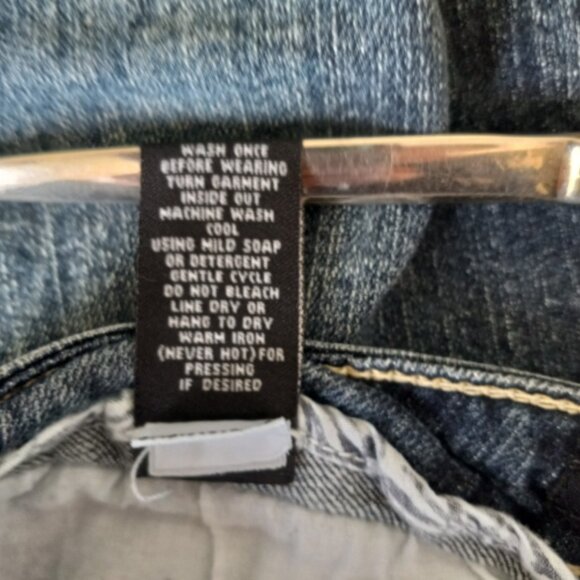 WASH ONCE
BEFORE WEARING
TURN GARMENT
INSIDE OUT
MACHINE WASH
COOL
USING MILD SOAP
OR DETERGENT
GENTLE CYCLE
DO NOT BLEACH
LINE DRY OR
HANG TO DRY
WARM IRON
(NEVER HOT)FOR
PRESSING
IF DESIRED